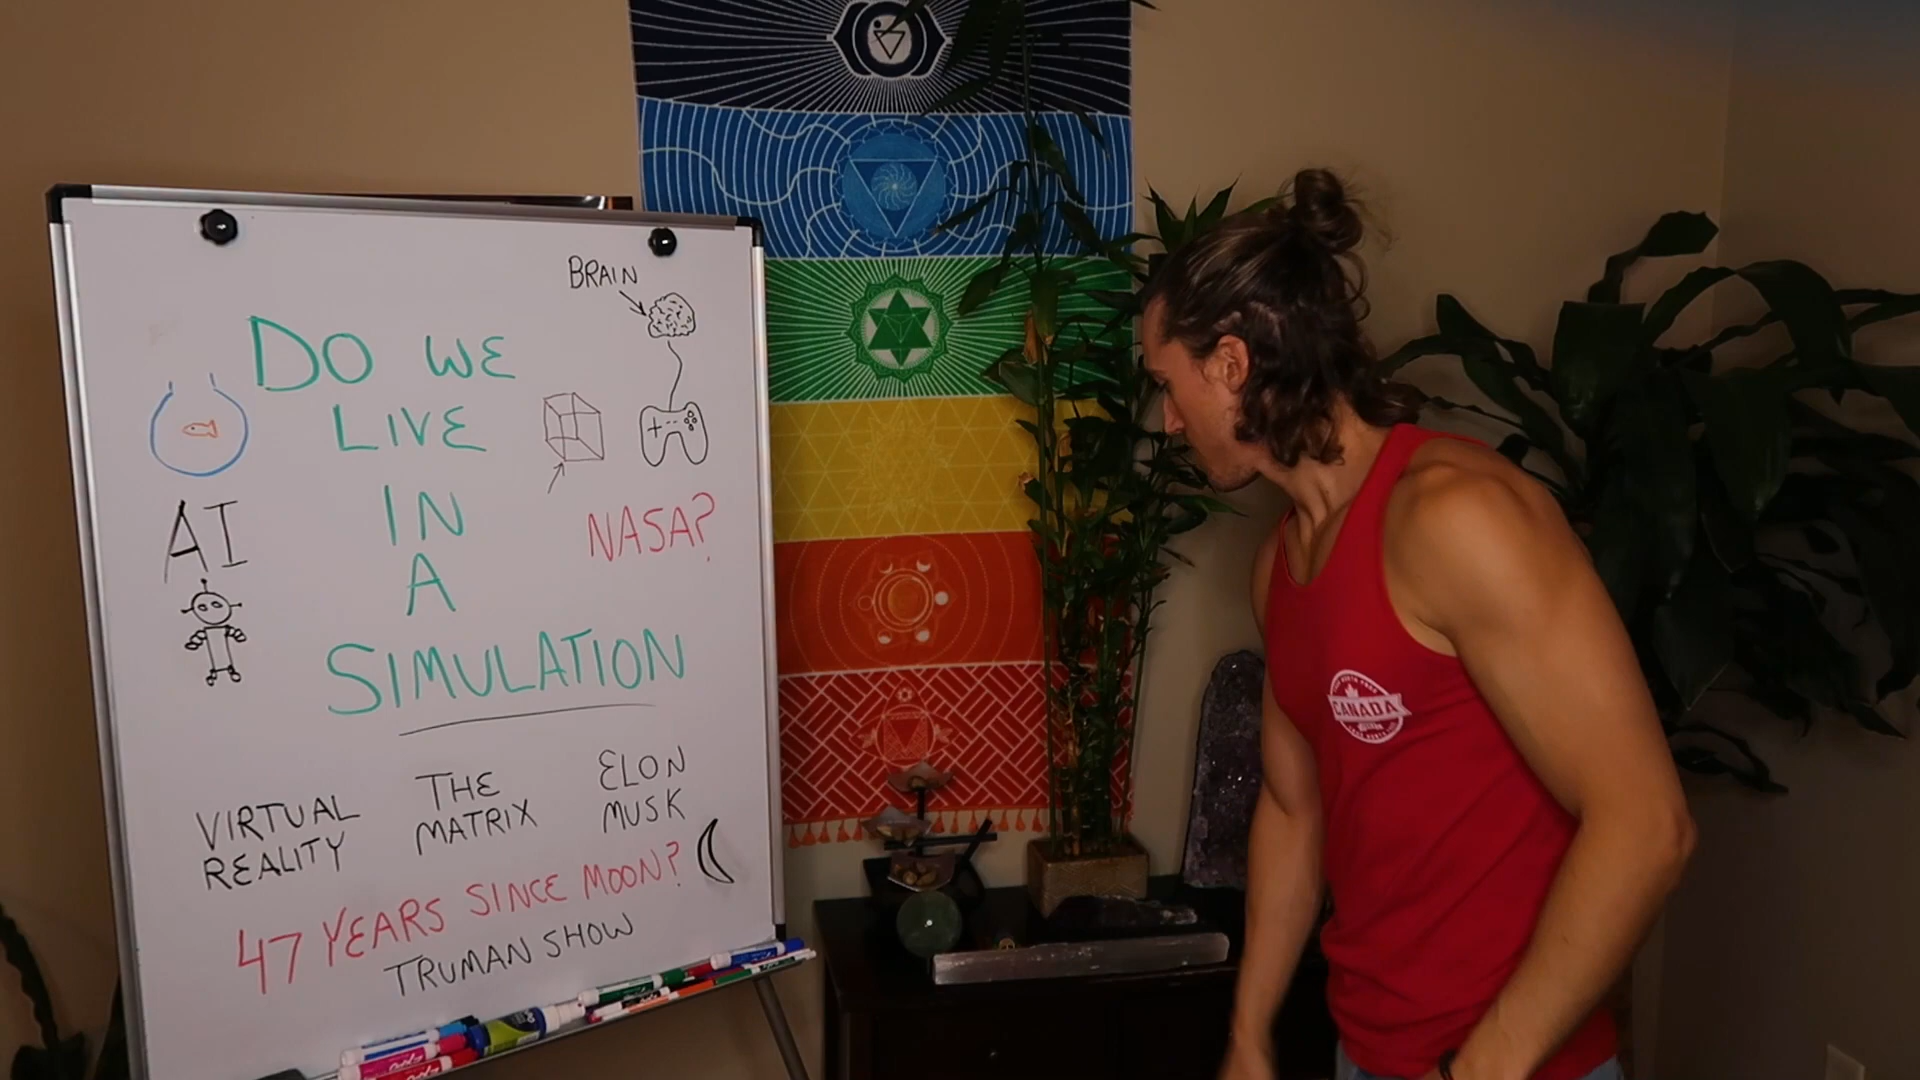 BRAIN
DO WE
LIVE
IN
A
SIMULATION
AI
NASA?
VIRTUAL
REALITY
THE
MATRIX
ELON
MUSK
47 YEARS SINCE MOON?
TRUMAN SHOW
CANADA